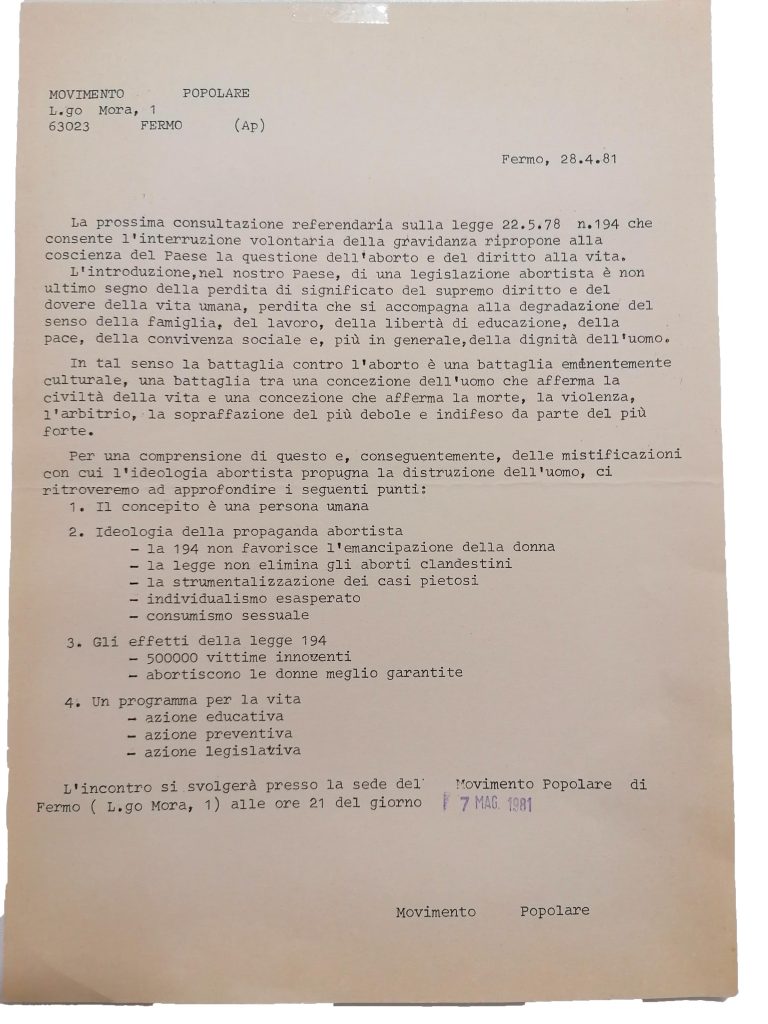 MOVIMENTO POPOLARE
L.go Mora, 1
63023 FERMO (Ap)
Fermo, 28.4.81
La prossima consultazione referendaria sulla legge 22.5.78 n.194 che
consente l'interruzione volontaria della gravidanza ripropone alla
coscienza del Paese la questione dell'aborto e del diritto alla vita.
L'introduzione,nel nostro Paese, di una legislazione abortista è non
ultimo segno della perdita di significato del supremo diritto e del
dovere della vita umana, perdita che si accompagna alla degradazione del
senso della famiglia, del lavoro, della libertà di educazione, della
pace, della convivenza sociale e, più in generale,della dignità dell'uomo.
In tal senso la battaglia contro l'aborto è una battaglia eminentemente
culturale, una battaglia tra una concezione dell'uomo che afferma la
civiltà della vita e una concezione che afferma la morte, la violenza,
l'arbitrio, la sopraffazione del più debole e indifeso da parte del più
forte.
Per una comprensione di questo e, conseguentemente, delle mistificazioni
con cui l'ideologia abortista propugna la distruzione dell'uomo, ci
ritroveremo ad approfondire i seguenti punti:
1. Il concepito è una persona umana
2. Ideologia della propaganda abortista
- la 194 non favorisce l'emancipazione della donna
- la legge non elimina gli aborti clandestini
- la strumentalizzazione dei casi pietosi
- individualismo esasperato
- consumismo sessuale
3. Gli effetti della legge 194
- 500000 vittime innocenti
- abortiscono le donne meglio garantite
4. Un programma per la vita
- azione educativa
- azione preventiva
- azione legislativa
L'incontro si svolgerà presso la sede del Movimento Popolare di
Fermo ( L.go Mora, 1) alle ore 21 del giorno 7 MAG. 1981
Movimento Popolare